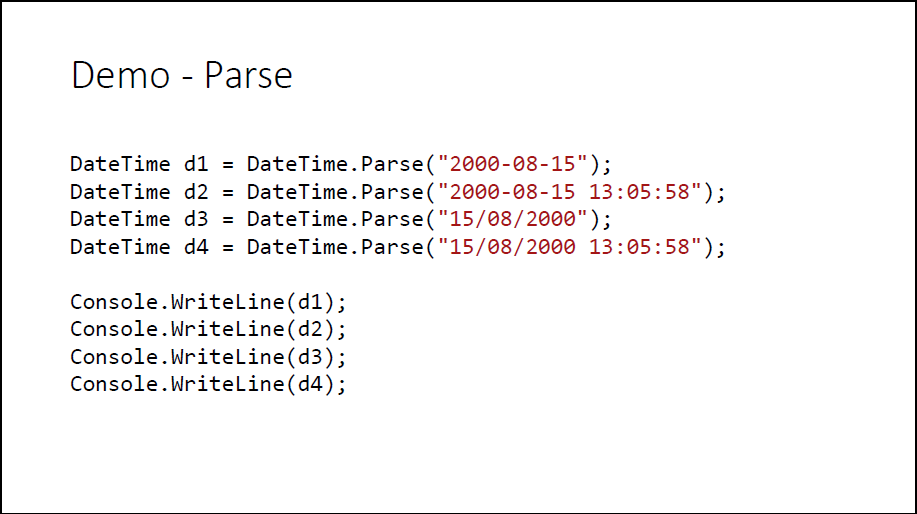 Demo - Parse
DateTime d1 = DateTime.Parse("2000-08-15");
DateTime d2 = DateTime.Parse("2000-08-15 13:05:58");
DateTime d3 = DateTime.Parse("15/08/2000");
DateTime d4 = DateTime.Parse("15/08/2000 13:05:58");
Console.WriteLine(d1);
Console.WriteLine(d2);
Console.WriteLine(d3);
Console.WriteLine(d4);